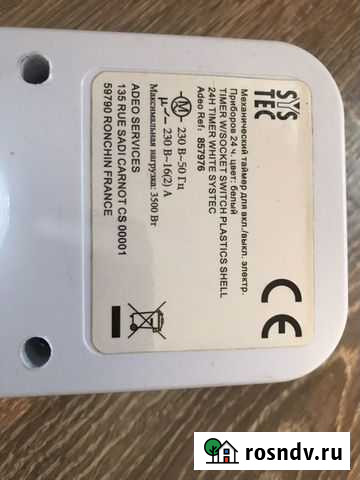 SYS
TEC
Механический таймер для вкл./выкл. электр.
Приборов 24 ч. цвет: белый
TIMER W/SOCKET SWITCH PLASTICS SHELL
24H TIMER WHITE SYSTEC
Adeo Ref: 857976
M 230 В~50 Гц
µ 230 В~16(2) А
Максимальная нагрузка: 3500 Вт
ADEO SERVICES
135 RUE SADI CARNOT CS 00001
59790 RONCHIN FRANCE
CE
rosndv.ru